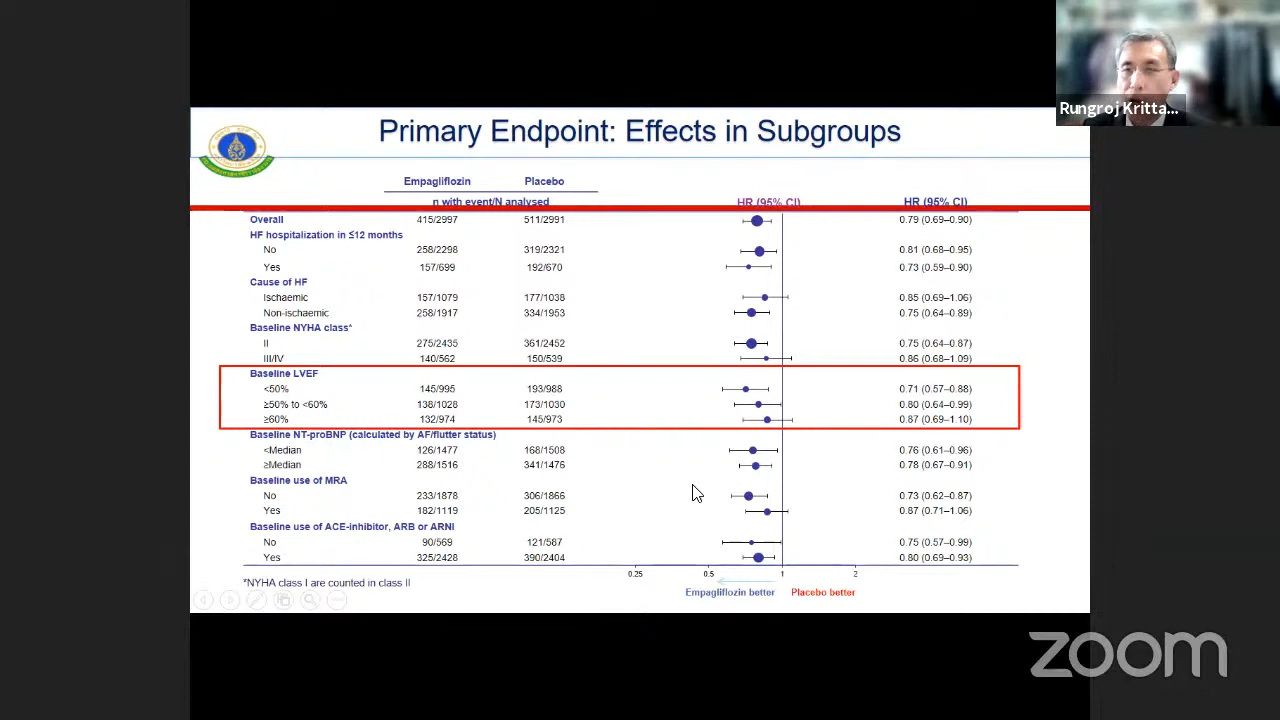 Rungroj Kritta...
Primary Endpoint: Effects in Subgroups
Empagliflozin Placebo
n with event/N analysed HR (95% CI) HR (95% CI)
Overall 415/2997 511/2991 0.79 (0.69–0.90)
HF hospitalization in ≤12 months
No 258/2298 319/2321 0.81 (0.68–0.95)
Yes 157/699 192/670 0.73 (0.59–0.90)
Cause of HF
Ischaemic 157/1079 177/1038 0.85 (0.69–1.06)
Non-ischaemic 258/1917 334/1953 0.75 (0.64–0.89)
Baseline NYHA class*
II 275/2435 361/2452 0.75 (0.64–0.87)
III/IV 140/562 150/539 0.86 (0.68–1.09)
Baseline LVEF
<50% 145/995 193/988 0.71 (0.57–0.88)
≥50% to <60% 138/1028 173/1030 0.80 (0.64–0.99)
≥60% 132/974 145/973 0.87 (0.69–1.10)
Baseline NT-proBNP (calculated by AF/flutter status)
<Median 126/1477 168/1508 0.76 (0.61–0.96)
≥Median 288/1516 341/1476 0.78 (0.67–0.91)
Baseline use of MRA
No 233/1878 306/1866 0.73 (0.62–0.87)
Yes 182/1119 205/1125 0.87 (0.71–1.06)
Baseline use of ACE-inhibitor, ARB or ARNI
No 90/569 121/587 0.75 (0.57–0.99)
Yes 325/2428 390/2404 0.80 (0.69–0.93)
0.25 0.5 1 2
*NYHA class I are counted in class II
Empagliflozin better Placebo better
zoom